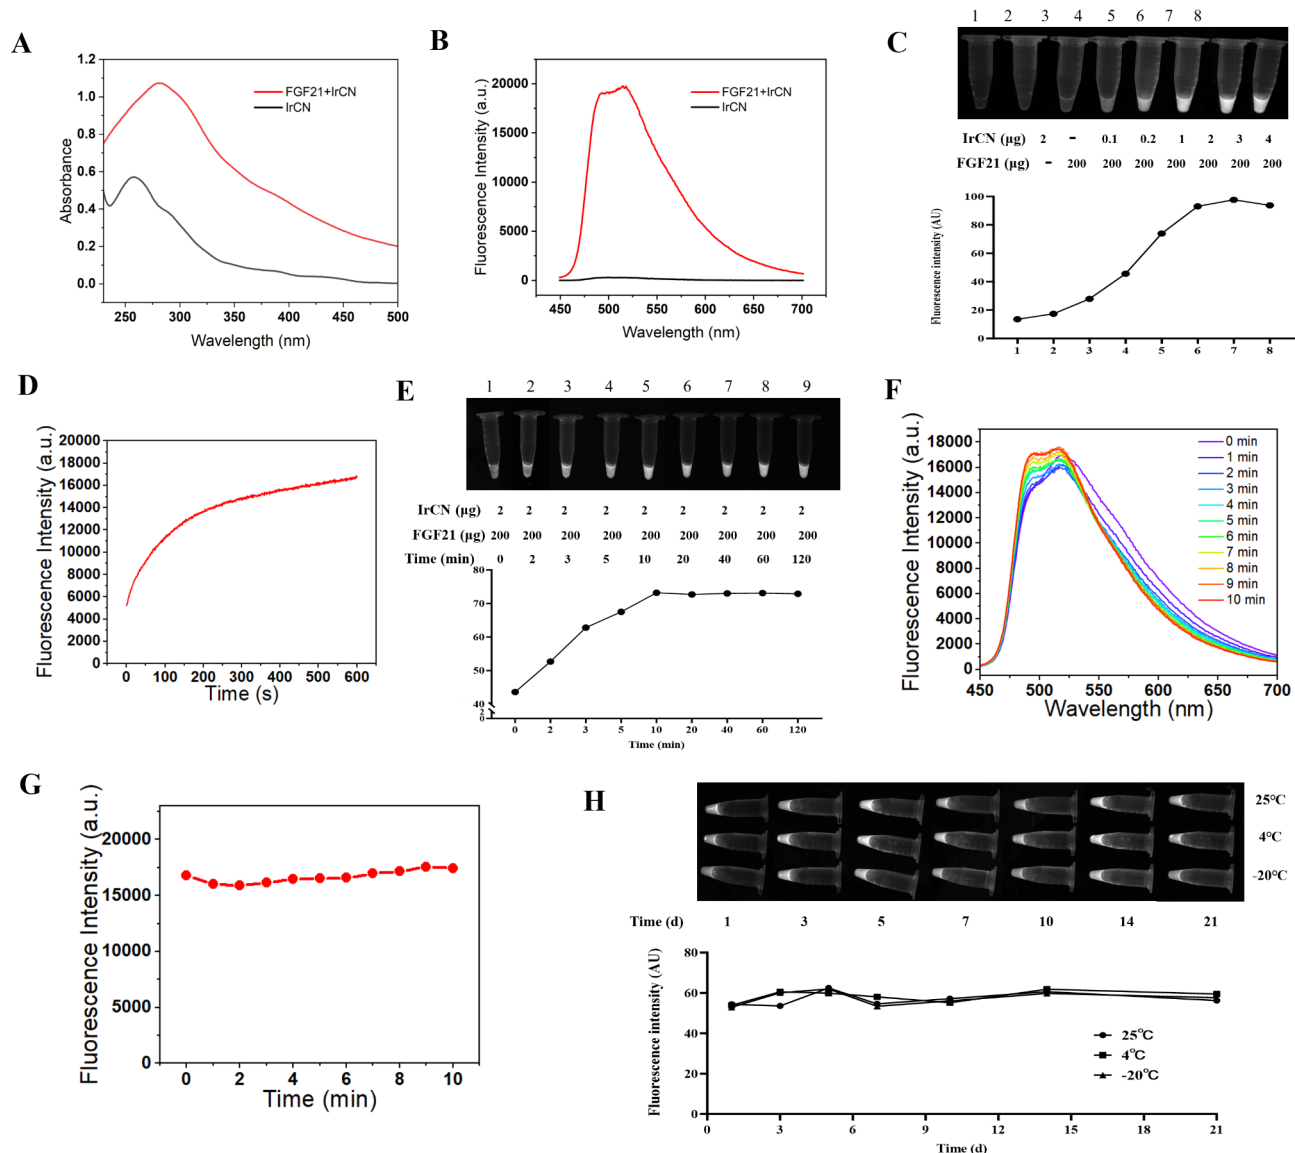 A
1.2
1.0
0.8
0.6
0.4
0.2
0.0
Absorbance
FGF21+IrCN
IrCN
250 300 350 400 450 500
Wavelength (nm)
B
20000
15000
10000
5000
0
Fluorescence Intensity (a.u.)
FGF21+IrCN
IrCN
450 500 550 600 650 700
Wavelength (nm)
C
1 2 3 4 5 6 7 8
IrCN (μg) 2 - 0.1 0.2 1 2 3 4
FGF21 (μg) - 200 200 200 200 200 200 200
100
80
60
40
20
0
Fluorescence intensity (AU)
1 2 3 4 5 6 7 8
D
20000
18000
16000
14000
12000
10000
8000
6000
4000
2000
0
Fluorescence Intensity (a.u.)
0 100 200 300 400 500 600
Time (s)
E
1 2 3 4 5 6 7 8 9
IrCN (μg) 2 2 2 2 2 2 2 2 2
FGF21 (μg) 200 200 200 200 200 200 200 200 200
Time (min) 0 2 3 5 10 20 40 60 120
80
70
60
50
40
2
0
0 2 3 5 10 20 40 60 120
Time (min)
F
18000
16000
14000
12000
10000
8000
6000
4000
2000
0
Fluorescence Intensity (a.u.)
0 min
1 min
2 min
3 min
4 min
5 min
6 min
7 min
8 min
9 min
10 min
450 500 550 600 650 700
Wavelength (nm)
G
20000
15000
10000
5000
0
Fluorescence Intensity (a.u.)
0 2 4 6 8 10
Time (min)
H
25℃
4℃
-20℃
Time (d) 1 3 5 7 10 14 21
80
60
40
20
0
Fluorescence intensity (AU)
25℃
4℃
-20℃
0 3 6 9 12 15 18 21
Time (d)